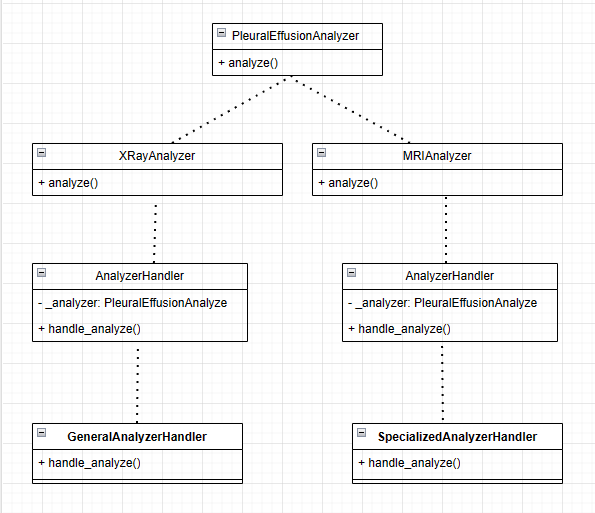 PleuralEffusionAnalyzer
+ analyze()
XRayAnalyzer
+ analyze()
MRIAnalyzer
+ analyze()
AnalyzerHandler
- _analyzer: PleuralEffusionAnalyze
+ handle_analyze()
AnalyzerHandler
- _analyzer: PleuralEffusionAnalyze
+ handle_analyze()
GeneralAnalyzerHandler
+ handle_analyze()
SpecializedAnalyzerHandler
+ handle_analyze()